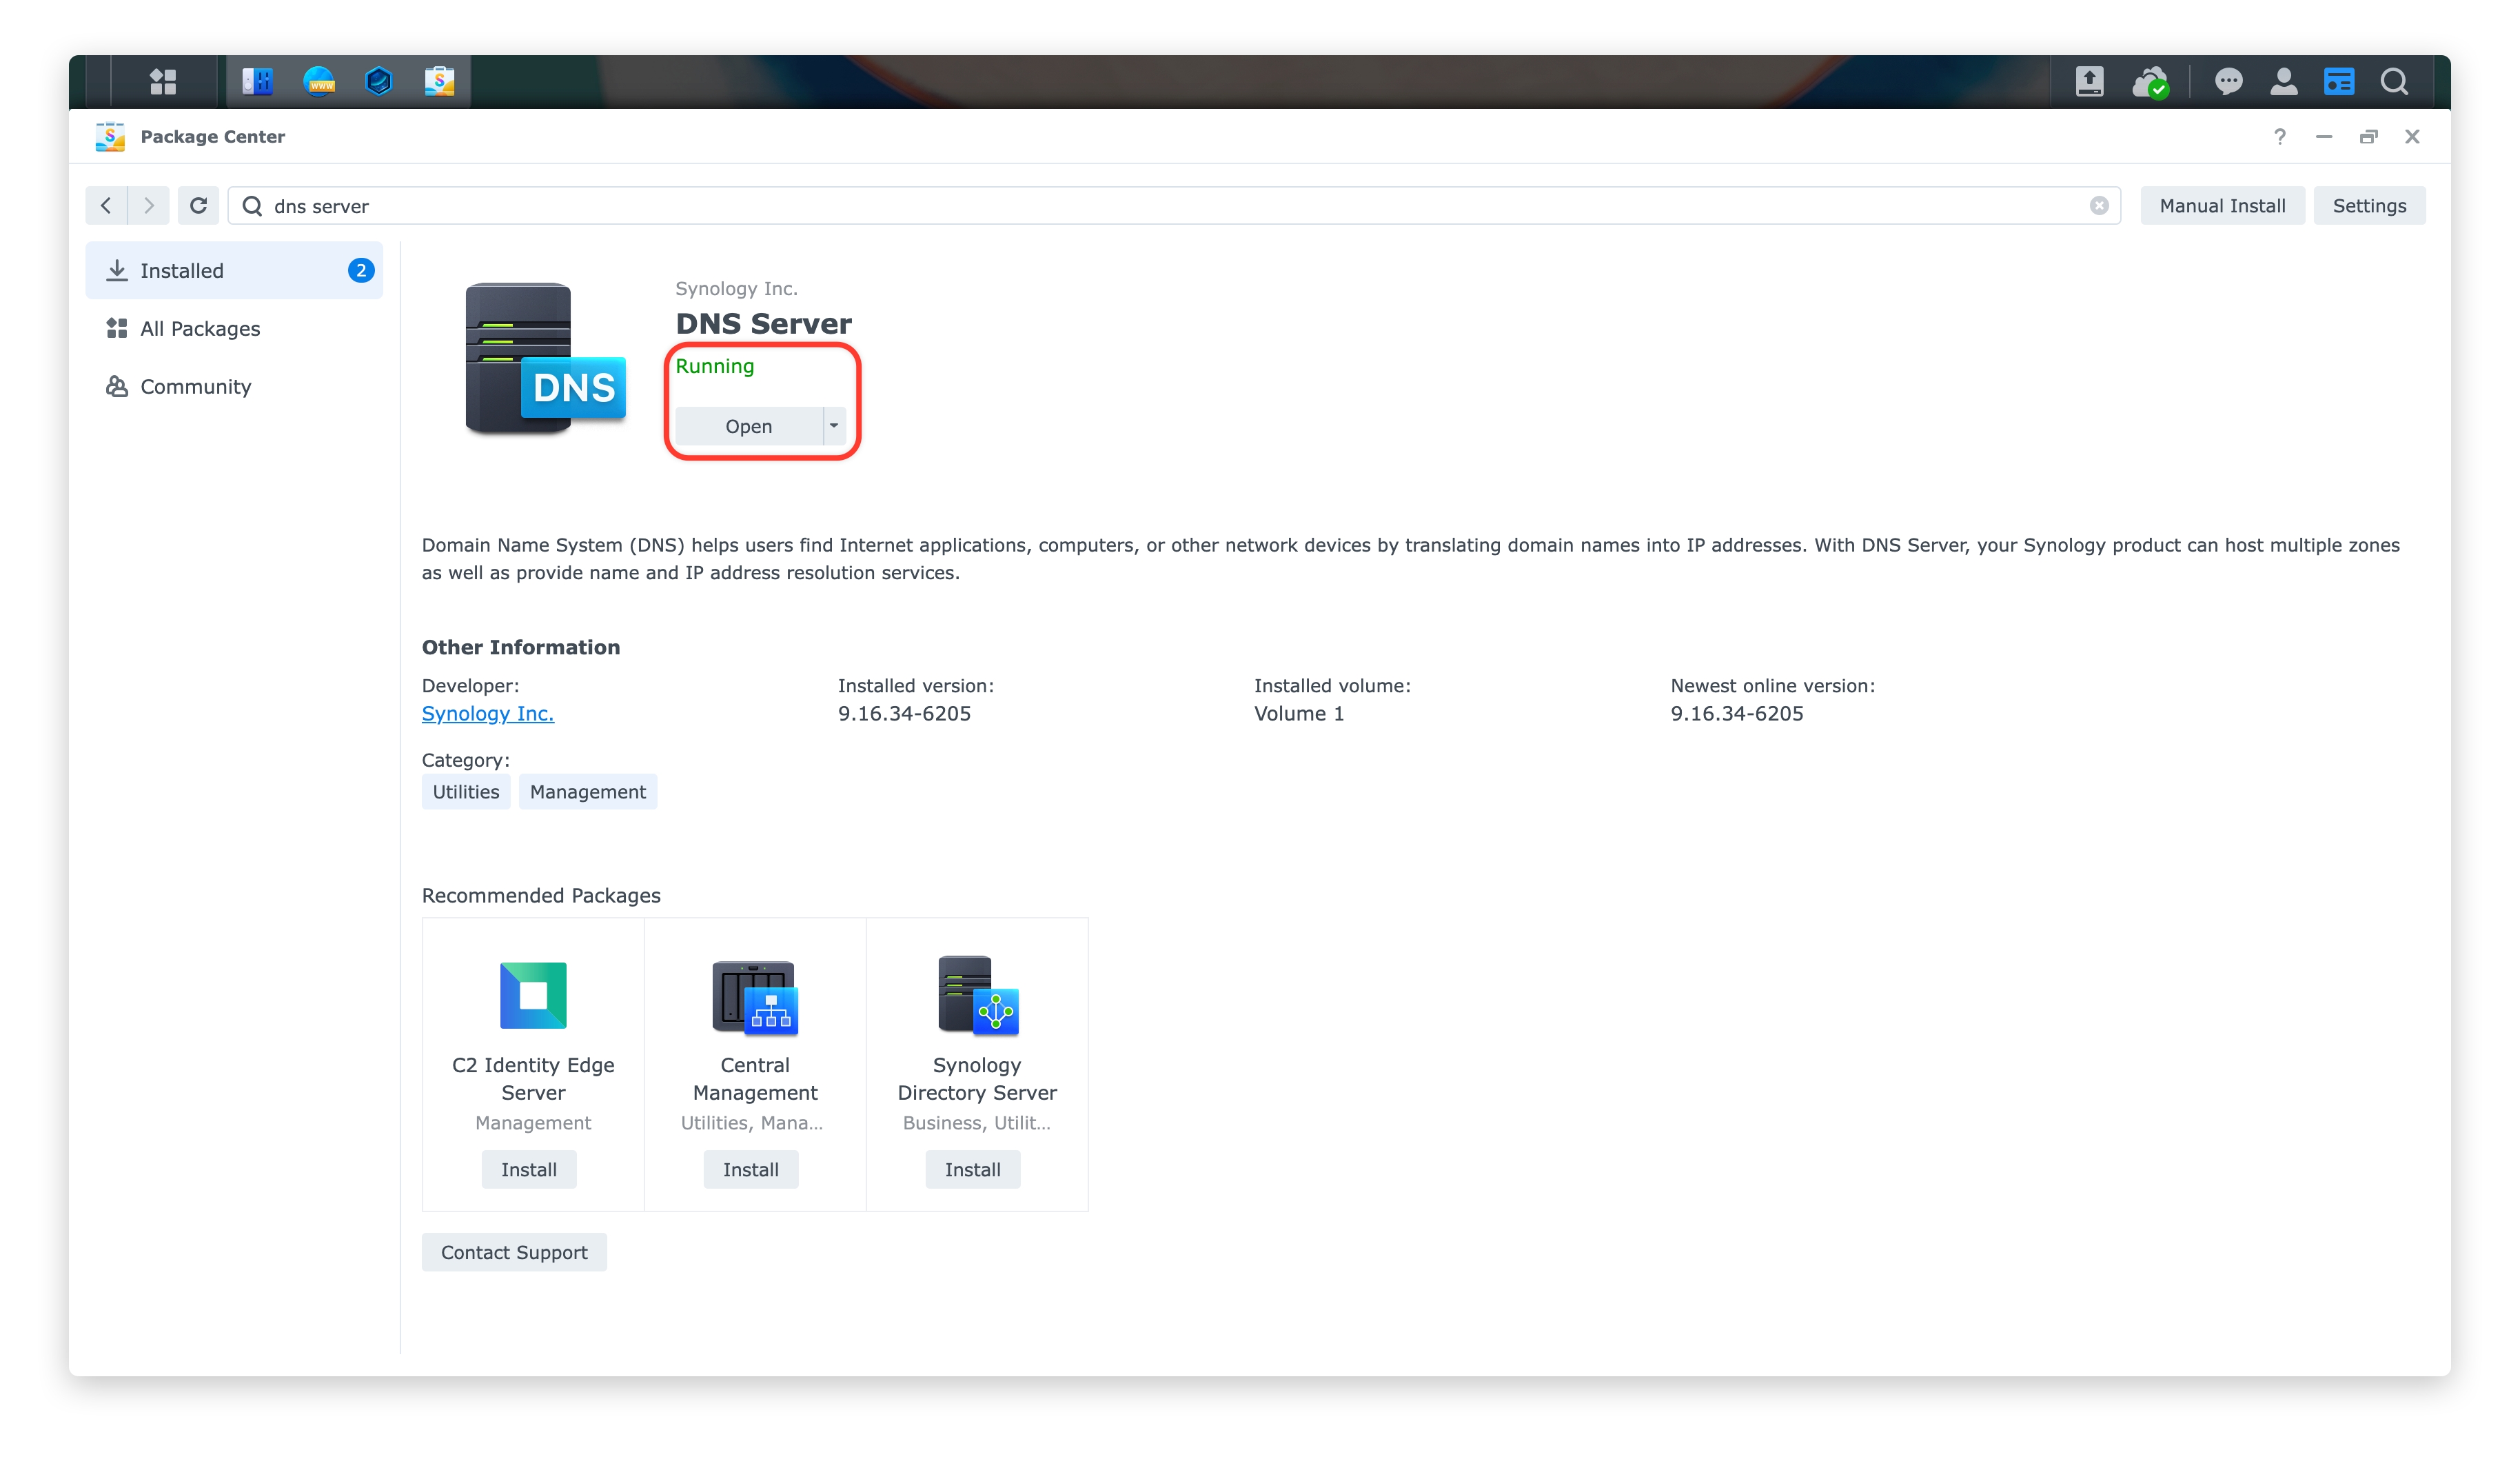 Package Center
dns server
Manual Install
Settings
Installed
2
All Packages
Community
DNS
Synology Inc.
DNS Server
Running
Open
Domain Name System (DNS) helps users find Internet applications, computers, or other network devices by translating domain names into IP addresses. With DNS Server, your Synology product can host multiple zones
as well as provide name and IP address resolution services.
Other Information
Developer:
Synology Inc.
Installed version:
9.16.34-6205
Installed volume:
Volume 1
Newest online version:
9.16.34-6205
Category:
Utilities
Management
Recommended Packages
C2 Identity Edge
Server
Management
Install
Central
Management
Utilities, Mana...
Install
Synology
Directory Server
Business, Utilit...
Install
Contact Support